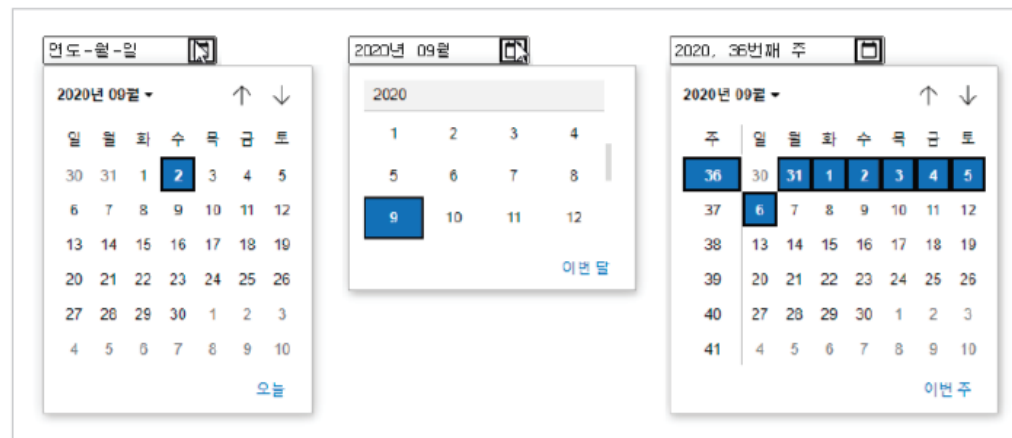 연도-월-일
2020년 09월
일 월 화 수 목 금 토
30 31 1 2 3 4 5
6 7 8 9 10 11 12
13 14 15 16 17 18 19
20 21 22 23 24 25 26
27 28 29 30 1 2 3
4 5 6 7 8 9 10
오늘
2020년 09월
2020
1 2 3 4
5 6 7 8
9 10 11 12
이번 달
2020, 36번째 주
2020년 09월
주 일 월 화 수 목 금 토
36 30 31 1 2 3 4 5
37 6 7 8 9 10 11 12
38 13 14 15 16 17 18 19
39 20 21 22 23 24 25 26
40 27 28 29 30 1 2 3
41 4 5 6 7 8 9 10
이번 주